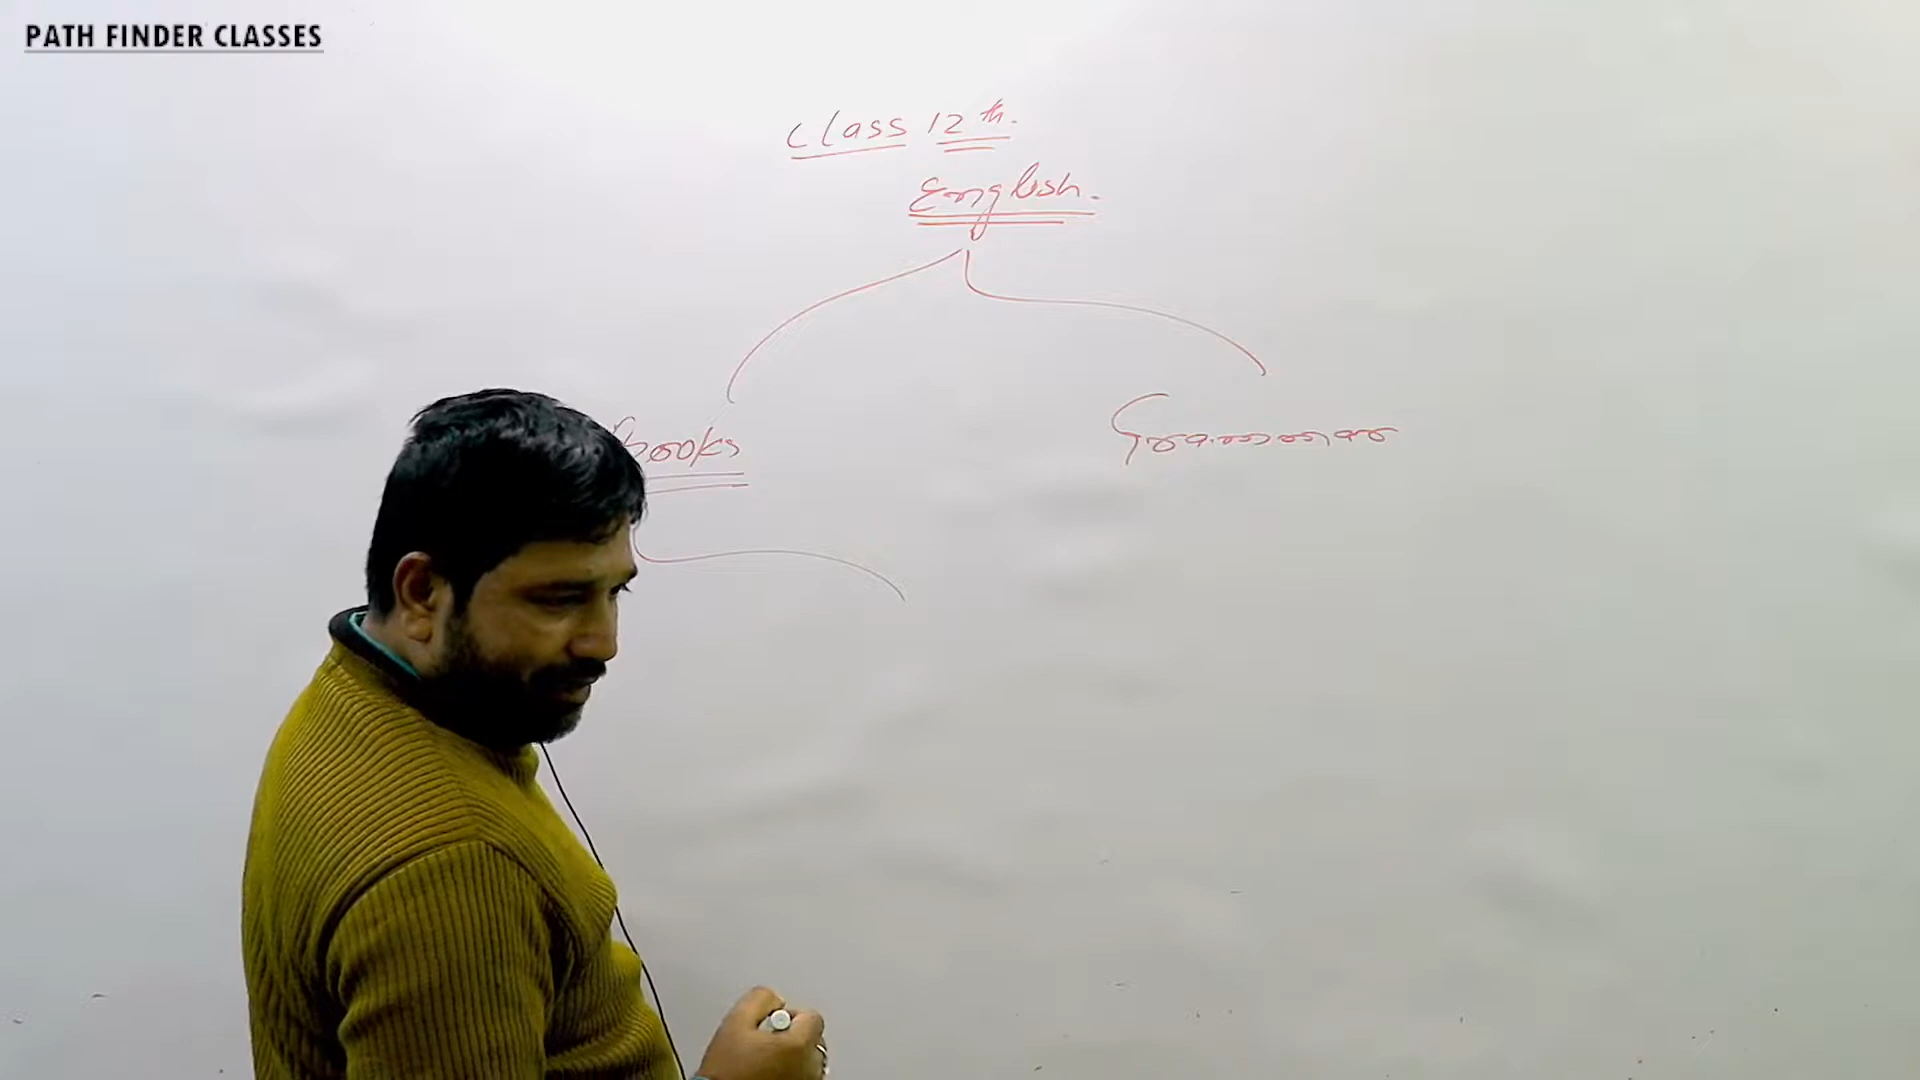 PATH FINDER CLASSES
Class 12th.
English.
books
Grammar